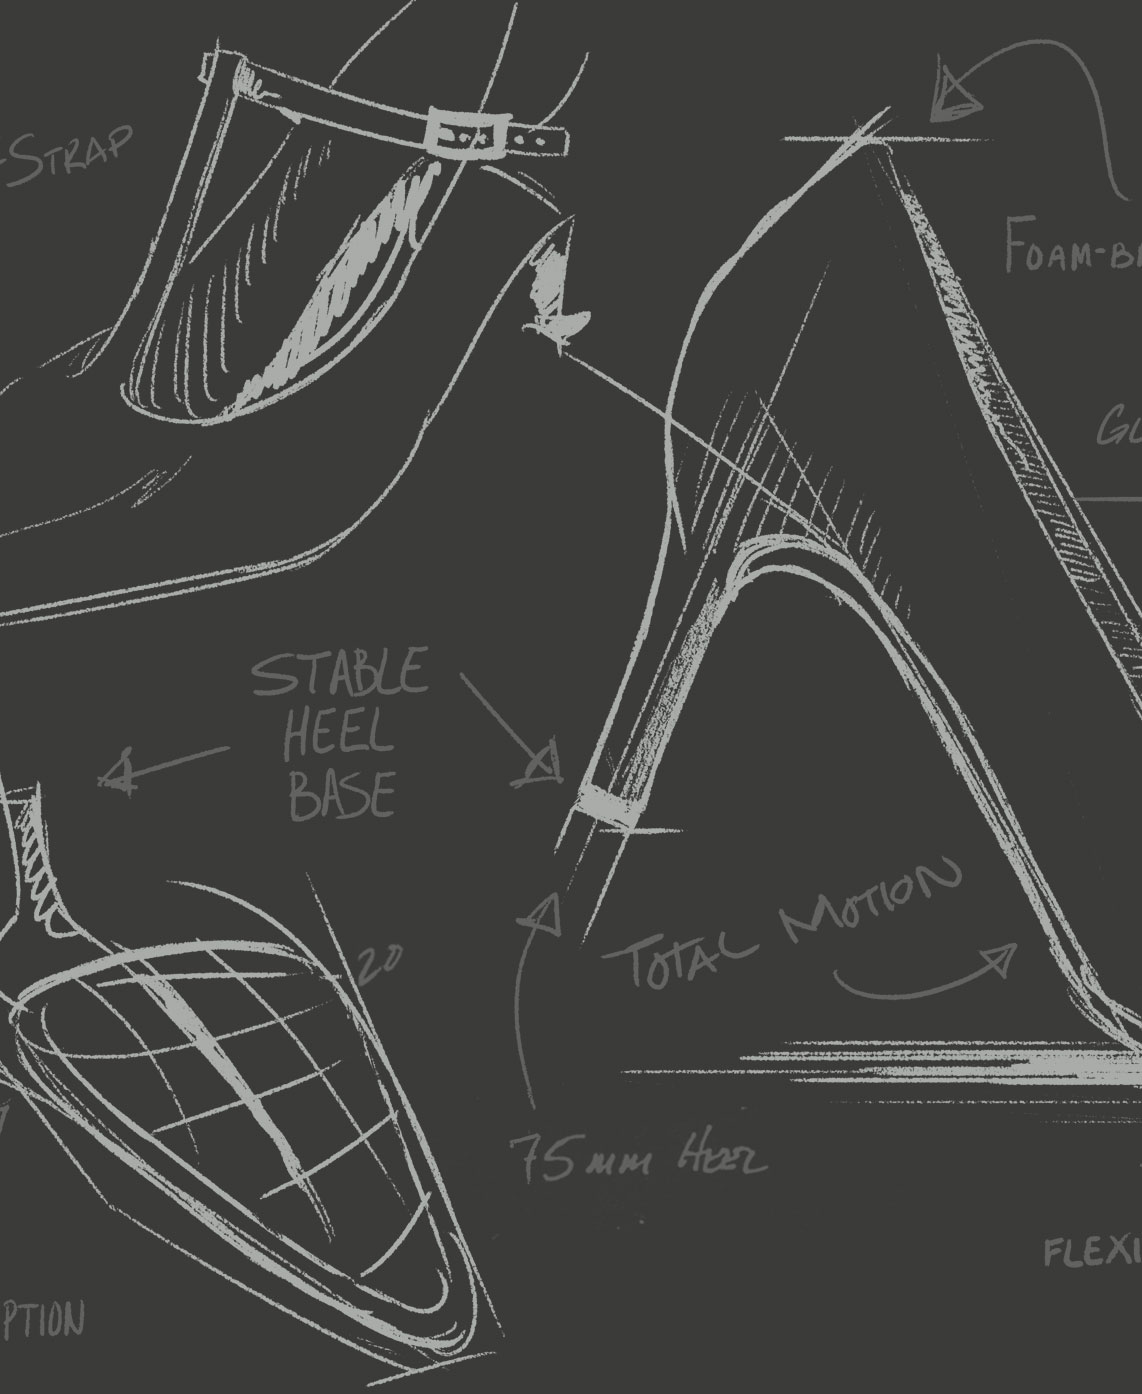 -STRAP
FOAM-B
GL
STABLE
HEEL
BASE
TOTAL MOTION
20
75mm HEEL
FLEXI
PTION